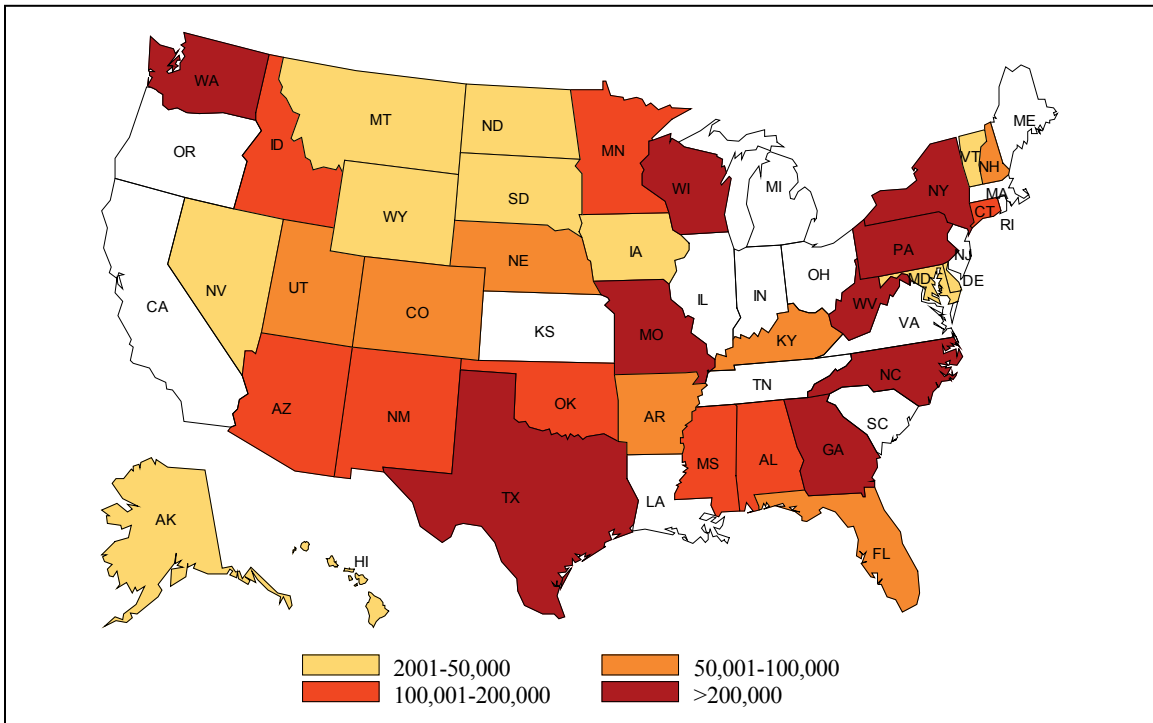 WA
ME
MT
ND
OR
ID
MN
VT
NH
WI
NY
MA
MI
SD
CT
RI
WY
IA
PA
NE
NJ
OH
NV
UT
IL
IN
MD
DE
CA
CO
WV
VA
KS
MO
KY
NC
TN
AZ
NM
OK
AR
SC
MS
AL
GA
TX
LA
AK
FL
HI
2001-50,000
50,001-100,000
100,001-200,000
>200,000